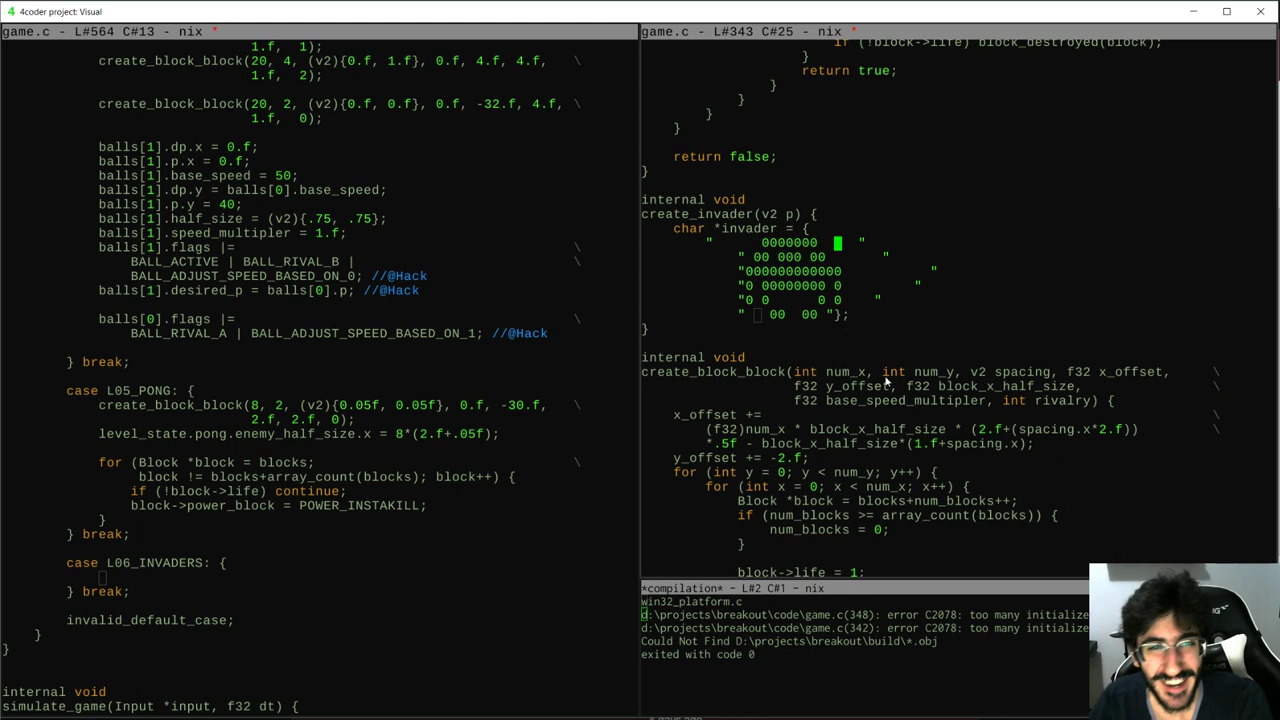 4coder project: Visual
game.c - L#564 C#13 - nix *
1.f, 1);
create_block_block(20, 4, (v2){0.f, 1.f}, 0.f, 4.f, 4.f, \
1.f, 2);
create_block_block(20, 2, (v2){0.f, 0.f}, 0.f, -32.f, 4.f, \
1.f, 0);
balls[1].dp.x = 0.f;
balls[1].p.x = 0.f;
balls[1].base_speed = 50;
balls[1].dp.y = balls[0].base_speed;
balls[1].p.y = 40;
balls[1].half_size = (v2){.75, .75};
balls[1].speed_multipler = 1.f;
balls[1].flags |= \
BALL_ACTIVE | BALL_RIVAL_B | \
BALL_ADJUST_SPEED_BASED_ON_0; //@Hack
balls[1].desired_p = balls[0].p; //@Hack
balls[0].flags |= \
BALL_RIVAL_A | BALL_ADJUST_SPEED_BASED_ON_1; //@Hack
} break;
case L05_PONG: {
create_block_block(8, 2, (v2){0.05f, 0.05f}, 0.f, -30.f, \
2.f, 2.f, 0);
level_state.pong.enemy_half_size.x = 8*(2.f+.05f);
for (Block *block = blocks; \
block != blocks+array_count(blocks); block++) {
if (!block->life) continue;
block->power_block = POWER_INSTAKILL;
}
} break;
case L06_INVADERS: {
} break;
invalid_default_case;
}
}
internal void
simulate_game(Input *input, f32 dt) {
game.c - L#343 C#25 - nix *
if (!block->life) block_destroyed(block);
}
return true;
}
}
}
}
return false;
}
internal void
create_invader(v2 p) {
char *invader = {
"      0000000    "
" 00 000 00       "
"000000000000           "
"0 00000000 0         "
"0 0      0 0    "
"   00  00 "};
}
internal void
create_block_block(int num_x, int num_y, v2 spacing, f32 x_offset, \
f32 y_offset, f32 block_x_half_size, \
f32 base_speed_multipler, int rivalry) {
x_offset += \
(f32)num_x * block_x_half_size * (2.f+(spacing.x*2.f)) \
*.5f - block_x_half_size*(1.f+spacing.x);
y_offset += -2.f;
for (int y = 0; y < num_y; y++) {
for (int x = 0; x < num_x; x++) {
Block *block = blocks+num_blocks++;
if (num_blocks >= array_count(blocks)) {
num_blocks = 0;
}
block->life = 1;
*compilation* - L#2 C#1 - nix
win32_platform.c
d:\projects\breakout\code\game.c(348): error C2078: too many initialize
d:\projects\breakout\code\game.c(342): error C2078: too many initialize
Could Not Find D:\projects\breakout\build\*.obj
exited with code 0